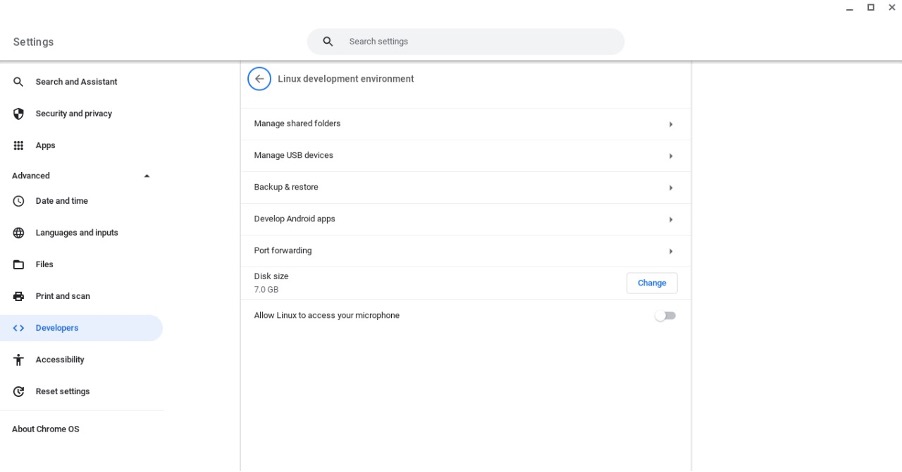 Settings
Search settings
Search and Assistant
Security and privacy
Apps
Advanced
Date and time
Languages and inputs
Files
Print and scan
Developers
Accessibility
Reset settings
About Chrome OS
Linux development environment
Manage shared folders
Manage USB devices
Backup & restore
Develop Android apps
Port forwarding
Disk size
7.0 GB
Change
Allow Linux to access your microphone